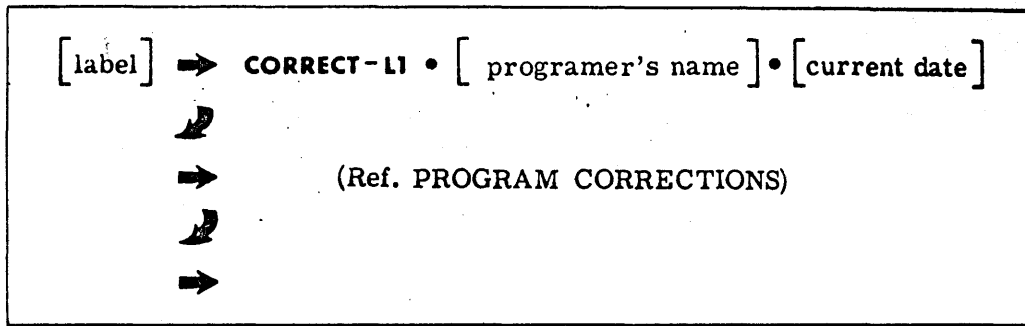 [label] ➡ CORRECT-L1 • [programer's name] • [current date]
(Ref. PROGRAM CORRECTIONS)